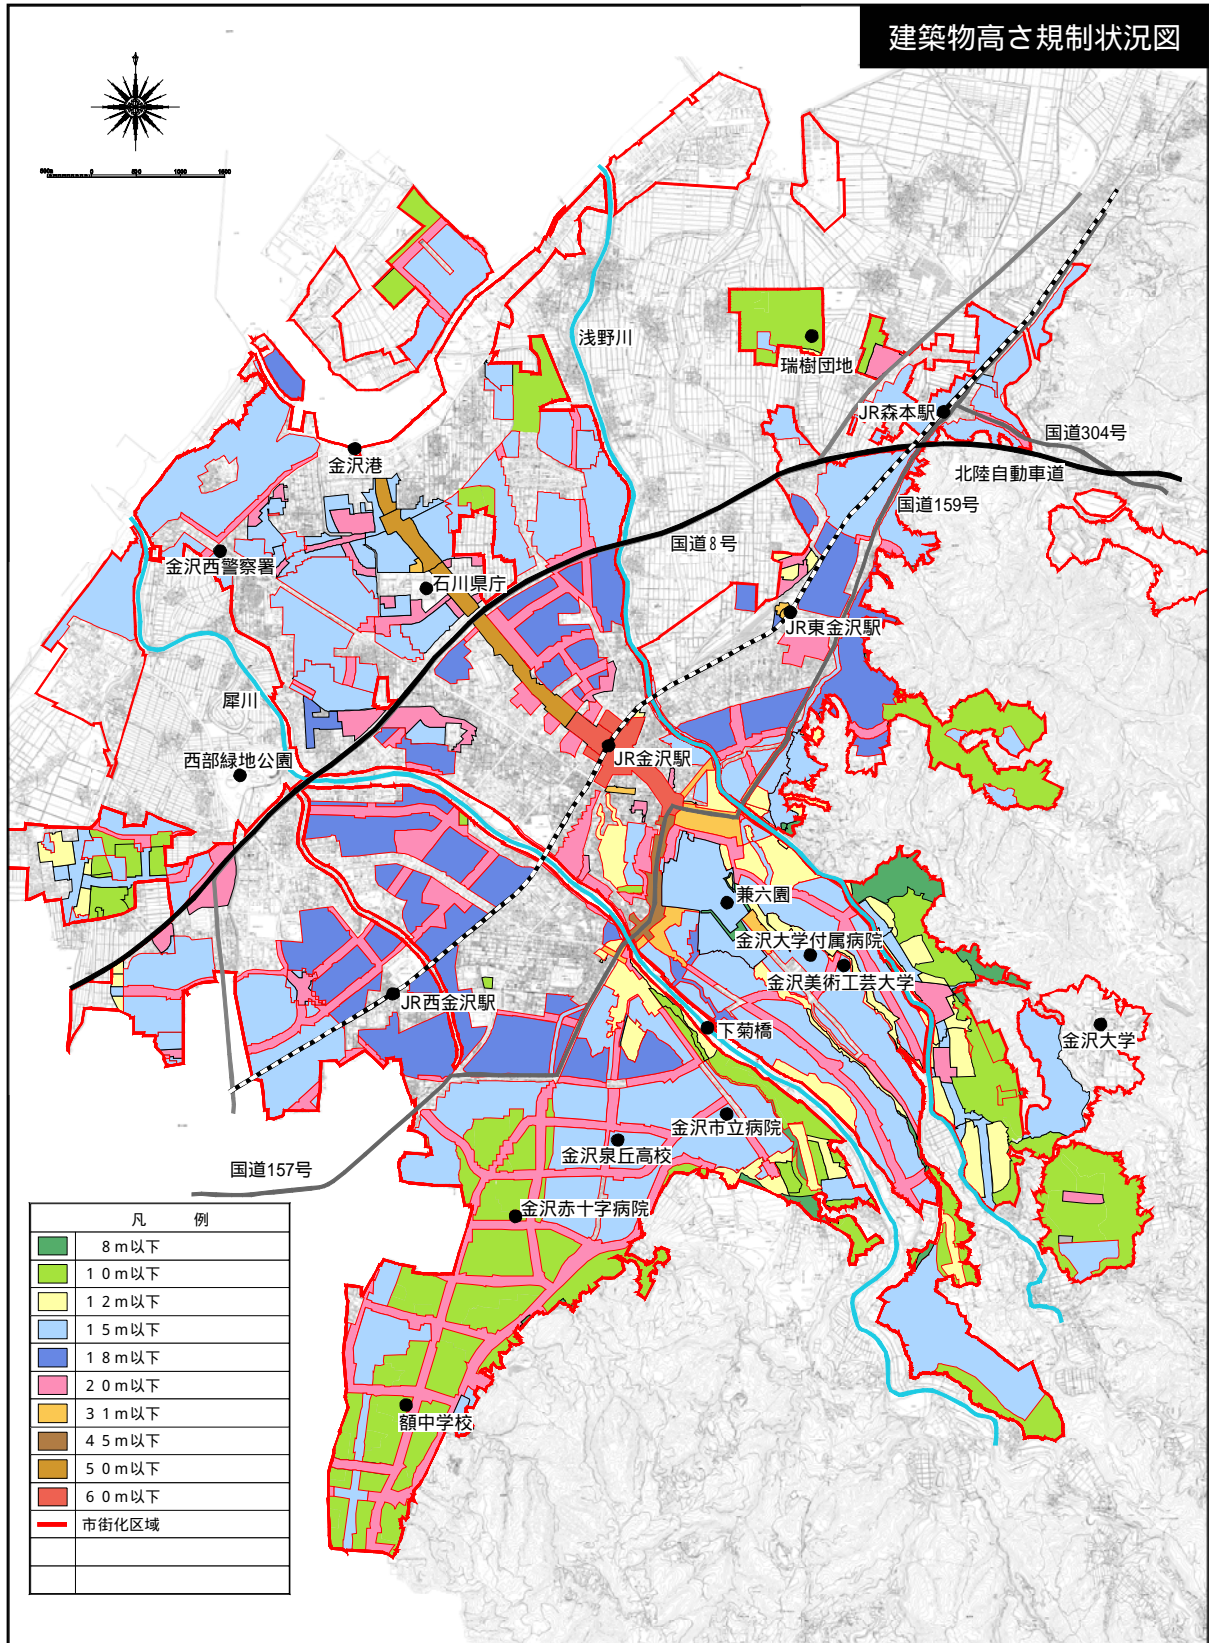 建築物高さ規制状況図
500m 0 500 1000 1500
浅野川
瑞樹団地
JR森本駅
国道304号
北陸自動車道
国道159号
金沢港
国道8号
金沢西警察署
石川県庁
JR東金沢駅
犀川
西部緑地公園
JR金沢駅
兼六園
金沢大学付属病院
金沢美術工芸大学
JR西金沢駅
下菊橋
金沢大学
金沢市立病院
金沢泉丘高校
国道157号
金沢赤十字病院
額中学校
凡 例
8m以下
10m以下
12m以下
15m以下
18m以下
20m以下
31m以下
45m以下
50m以下
60m以下
市街化区域